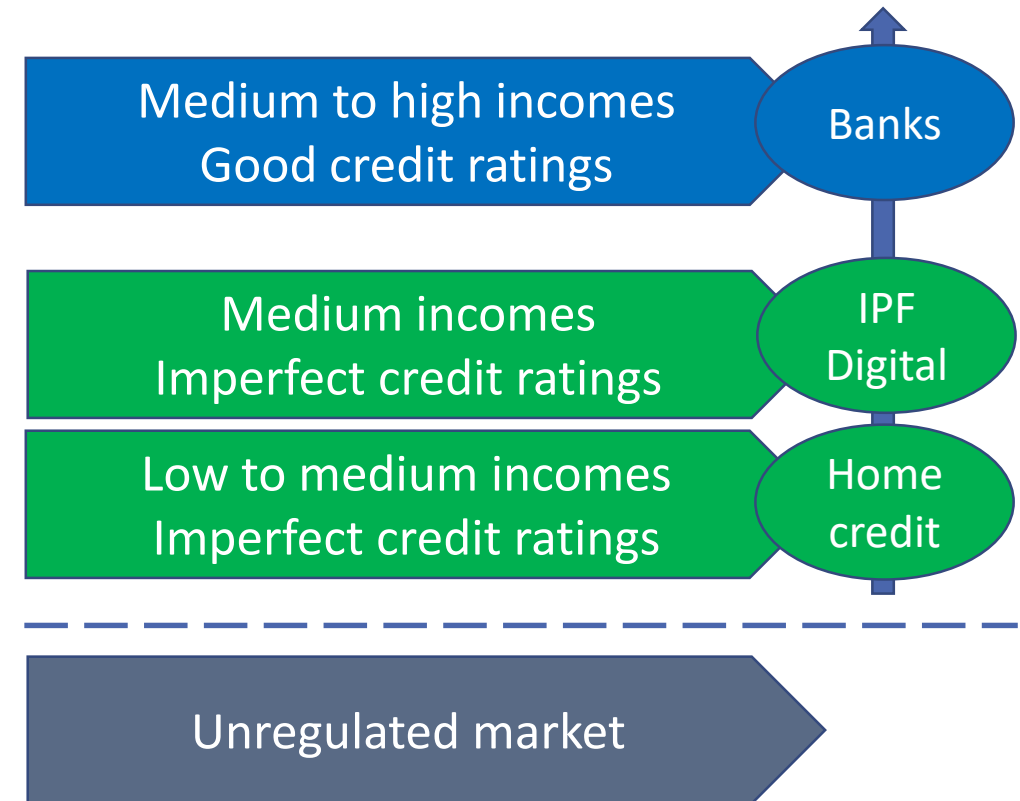 Medium to high incomes
Good credit ratings
Banks
Medium incomes
Imperfect credit ratings
IPF
Digital
Low to medium incomes
Imperfect credit ratings
Home
credit
Unregulated market